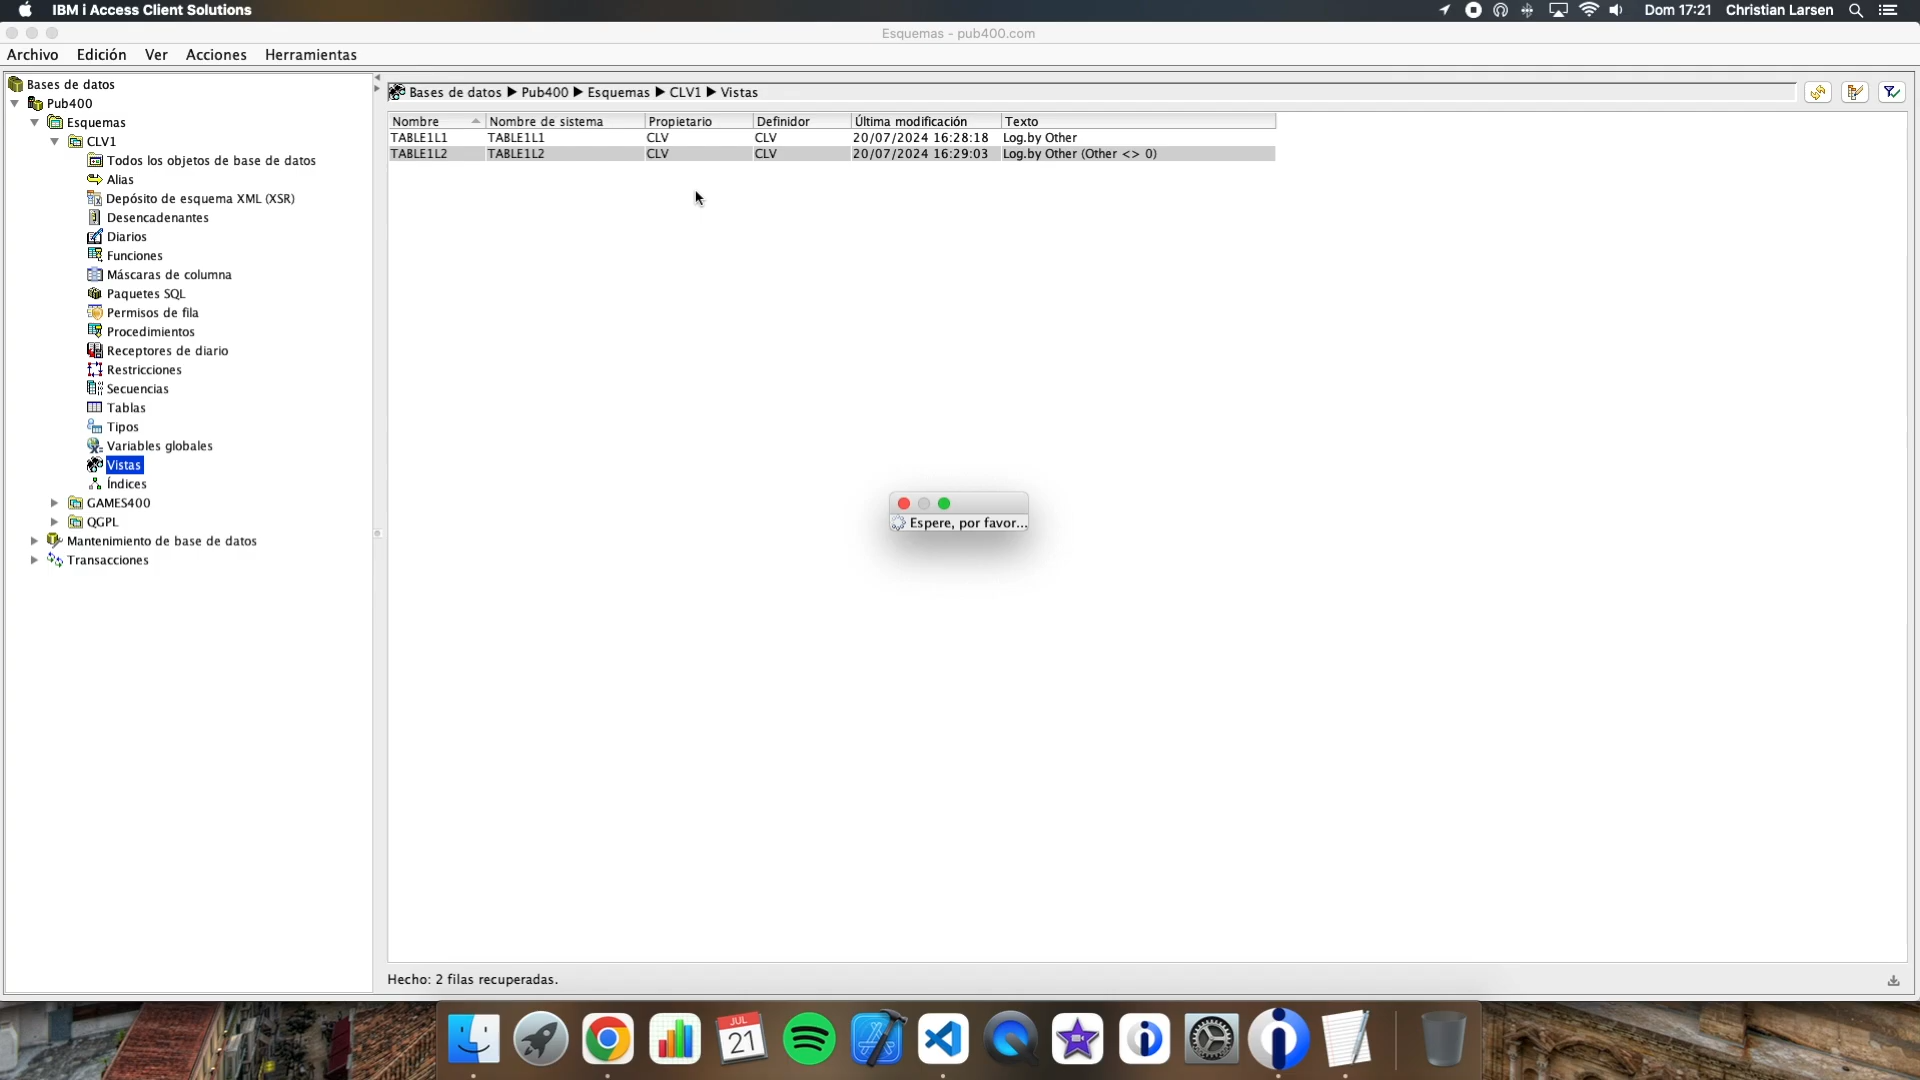 IBM i Access Client Solutions
Dom 17:21 Christian Larsen
Esquemas - pub400.com
Archivo Edición Ver Acciones Herramientas
Bases de datos
Pub400
Esquemas
CLV1
Todos los objetos de base de datos
Alias
Depósito de esquema XML (XSR)
Desencadenantes
Diarios
Funciones
Máscaras de columna
Paquetes SQL
Permisos de fila
Procedimientos
Receptores de diario
Restricciones
Secuencias
Tablas
Tipos
Variables globales
Vistas
Índices
GAMES400
QGPL
Mantenimiento de base de datos
Transacciones
Bases de datos ▶ Pub400 ▶ Esquemas ▶ CLV1 ▶ Vistas
Nombre Nombre de sistema Propietario Definidor Última modificación Texto
TABLE1L1 TABLE1L1 CLV CLV 20/07/2024 16:28:18 Log.by Other
TABLE1L2 TABLE1L2 CLV CLV 20/07/2024 16:29:03 Log.by Other (Other <> 0)
Espere, por favor...
Hecho: 2 filas recuperadas.
JUL
21